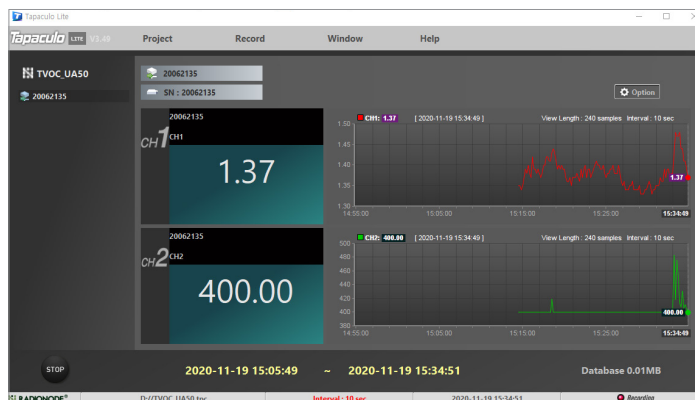 Tapaculo Lite
Tapaculo LITE V3.46
Project Record Window Help
TVOC_UA50
20062135
20062135
SN : 20062135
Option
CH1
20062135
CH1
1.37
CH1: 1.37 [ 2020-11-19 15:34:49 ] View Length : 240 samples Interval : 10 sec
1.50
1.45
1.40
1.35
1.30
1.37
14:55:00 15:05:00 15:15:00 15:25:00 15:34:49
CH2
20062135
CH2
400.00
CH2: 400.00 [ 2020-11-19 15:34:49 ] View Length : 240 samples Interval : 10 sec
500
480
460
440
420
400
380
400.00
14:55:00 15:05:00 15:15:00 15:25:00 15:34:49
STOP
2020-11-19 15:05:49 ~ 2020-11-19 15:34:51
Database 0.01MB
RADIONODE® D://TVOC_UA50.tpc Interval : 10 sec 2020-11-19 15:34:51 Recording